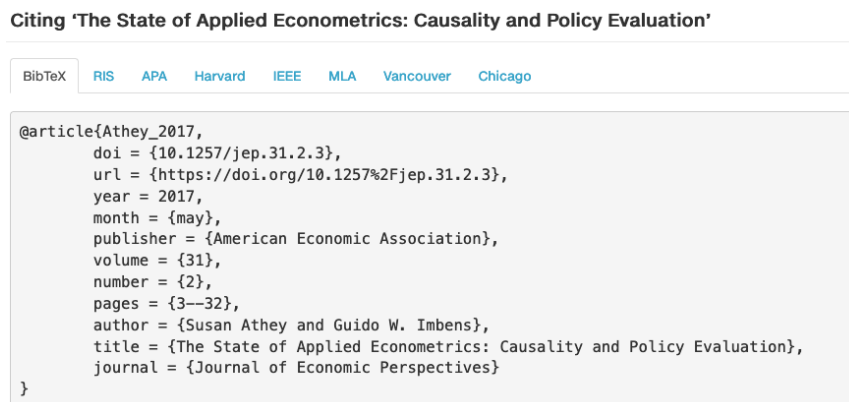 Citing ‘The State of Applied Econometrics: Causality and Policy Evaluation’
BibTeX RIS APA Harvard IEEE MLA Vancouver Chicago
@article{Athey_2017,
doi = {10.1257/jep.31.2.3},
url = {https://doi.org/10.1257%2Fjep.31.2.3},
year = 2017,
month = {may},
publisher = {American Economic Association},
volume = {31},
number = {2},
pages = {3--32},
author = {Susan Athey and Guido W. Imbens},
title = {The State of Applied Econometrics: Causality and Policy Evaluation},
journal = {Journal of Economic Perspectives}
}